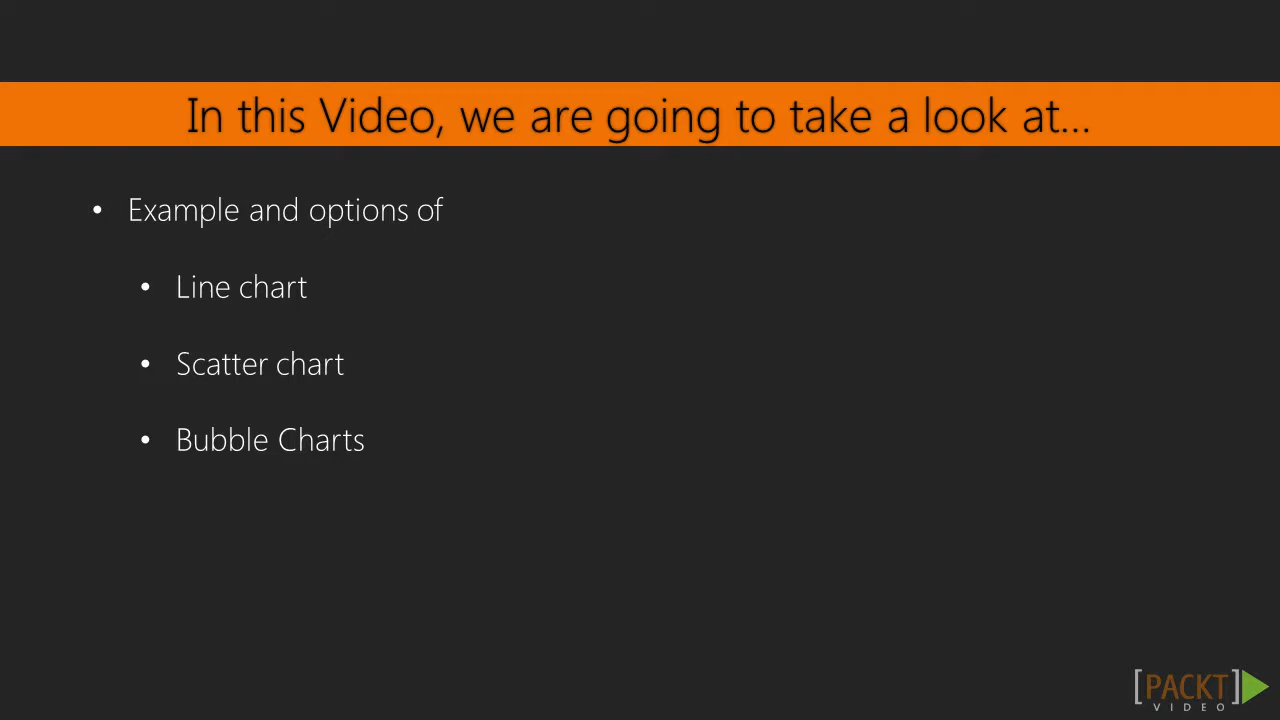 In this Video, we are going to take a look at...
• Example and options of
• Line chart
• Scatter chart
• Bubble Charts
[PACKT]
VIDEO